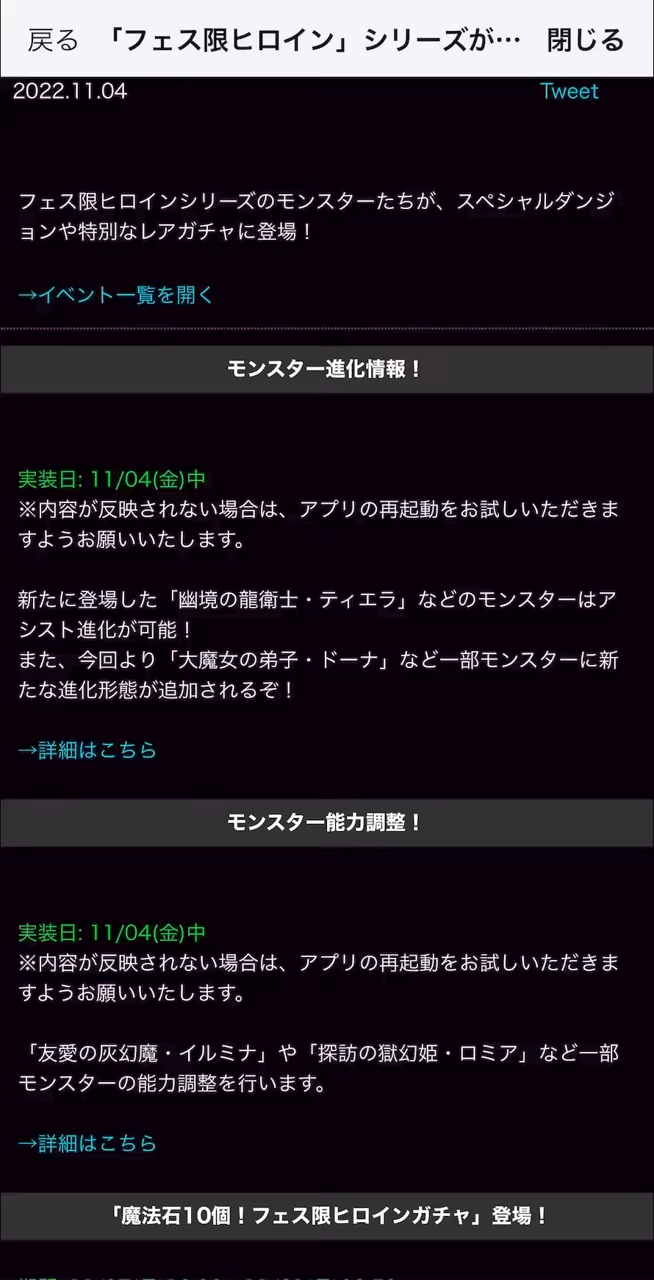 戻る 「フェス限ヒロイン」シリーズが… 閉じる
2022.11.04 Tweet
フェス限ヒロインシリーズのモンスターたちが、スペシャルダンジ
ョンや特別なレアガチャに登場！
→イベント一覧を開く
モンスター進化情報！
実装日: 11/04(金)中
※内容が反映されない場合は、アプリの再起動をお試しいただきま
すようお願いいたします。
新たに登場した「幽境の龍衛士・ティエラ」などのモンスターはア
シスト進化が可能！
また、今回より「大魔女の弟子・ドーナ」など一部モンスターに新
たな進化形態が追加されるぞ！
→詳細はこちら
モンスター能力調整！
実装日: 11/04(金)中
※内容が反映されない場合は、アプリの再起動をお試しいただきま
すようお願いいたします。
「友愛の灰幻魔・イルミナ」や「探訪の獄幻姫・ロミア」など一部
モンスターの能力調整を行います。
→詳細はこちら
「魔法石10個！フェス限ヒロインガチャ」登場！